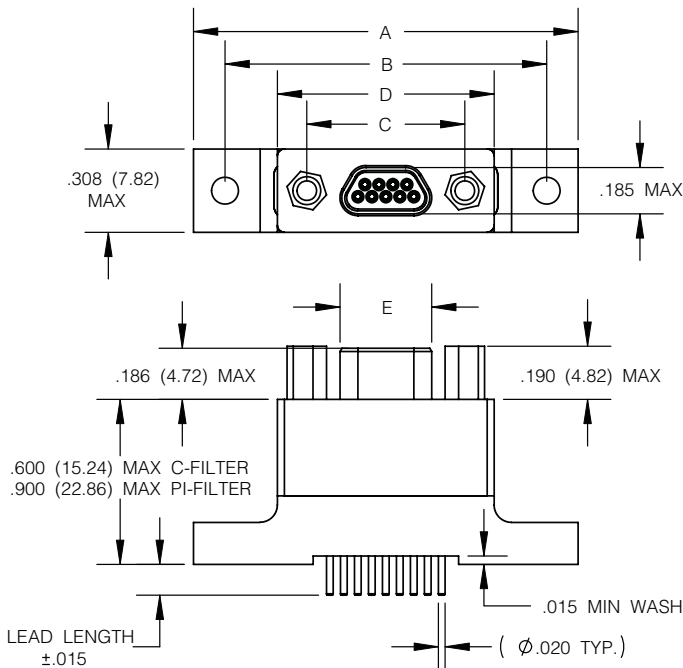 A
B
D
C
.308 (7.82)
MAX
.185 MAX
E
.186 (4.72) MAX
.190 (4.82) MAX
.600 (15.24) MAX C-FILTER
.900 (22.86) MAX PI-FILTER
.015 MIN WASH
LEAD LENGTH
±.015
( Ø.020 TYP.)